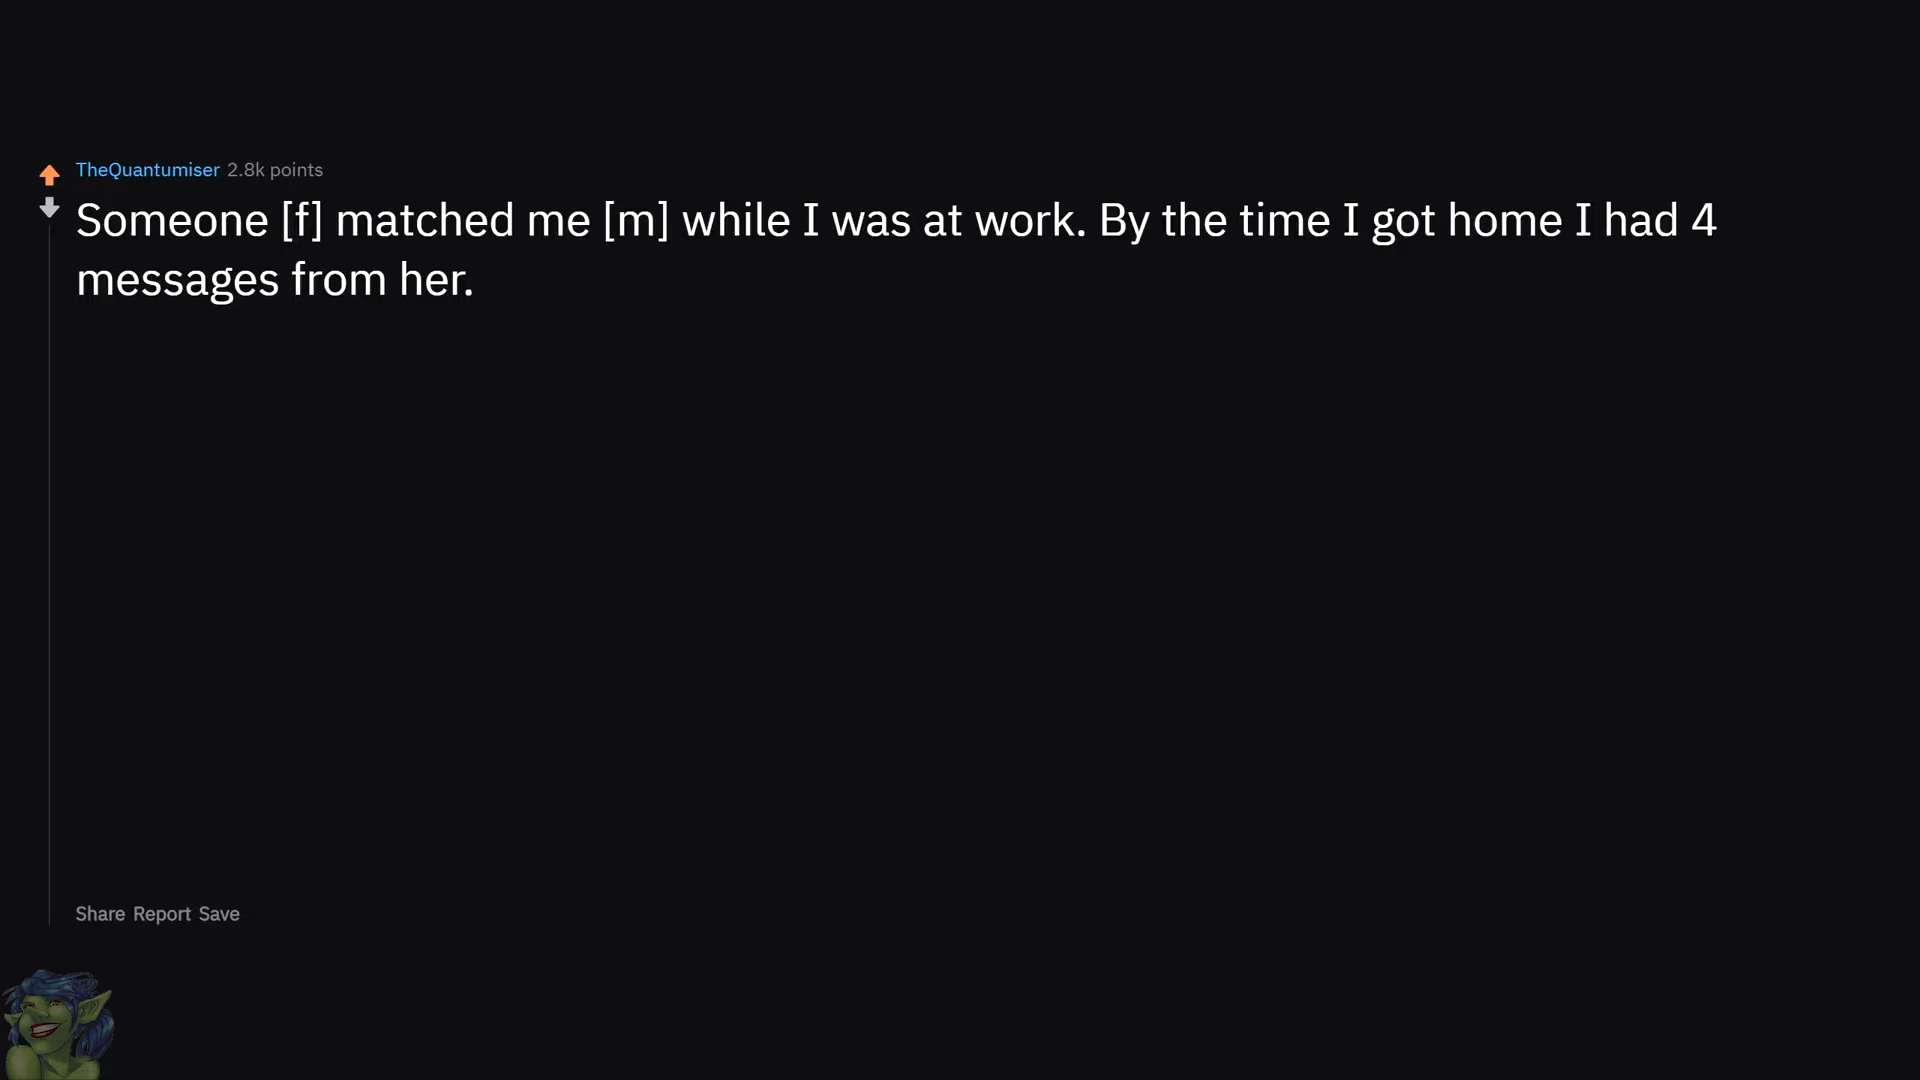 TheQuantumiser 2.8k points
Someone [f] matched me [m] while I was at work. By the time I got home I had 4
messages from her.
Share Report Save